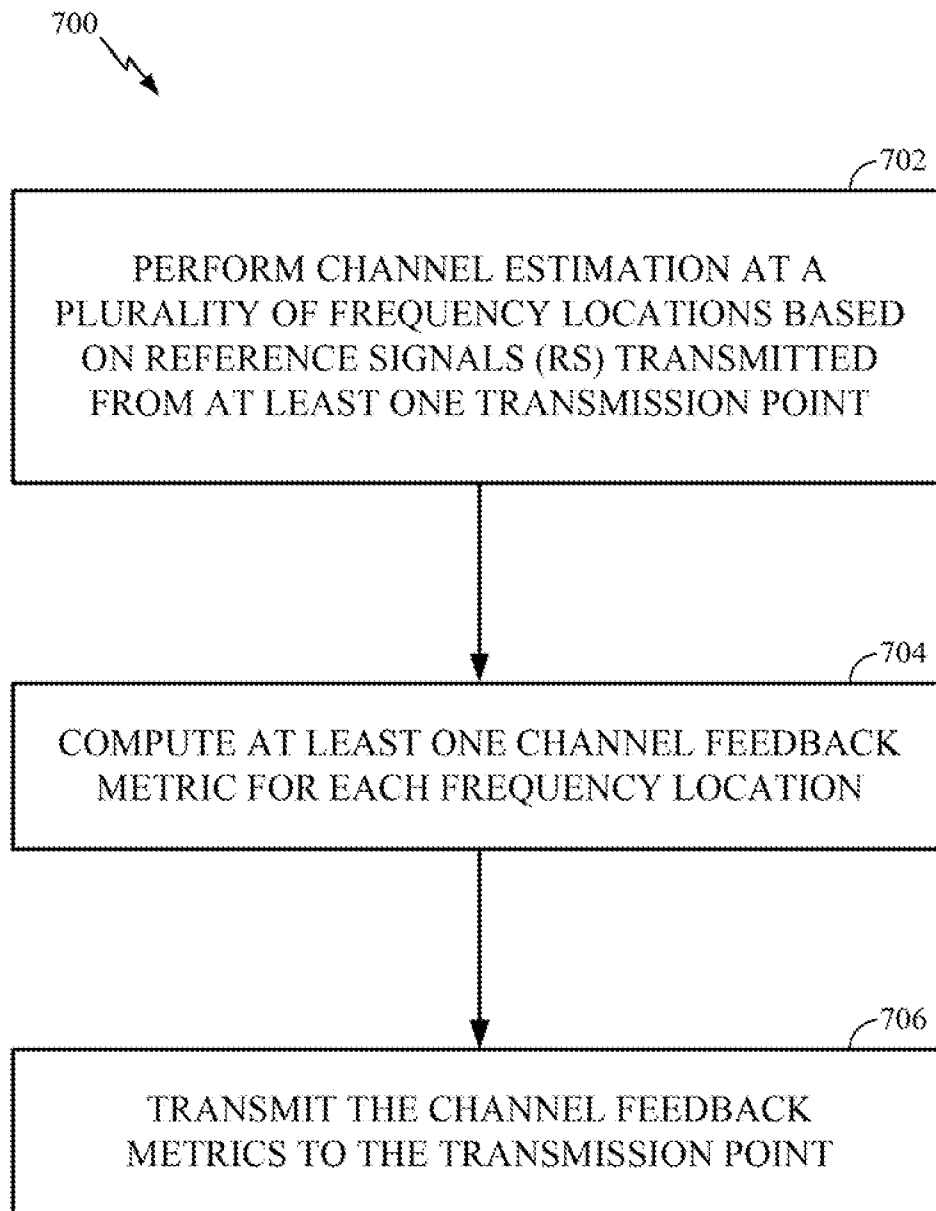 700
702
PERFORM CHANNEL ESTIMATION AT A
PLURALITY OF FREQUENCY LOCATIONS BASED
ON REFERENCE SIGNALS (RS) TRANSMITTED
FROM AT LEAST ONE TRANSMISSION POINT
704
COMPUTE AT LEAST ONE CHANNEL FEEDBACK
METRIC FOR EACH FREQUENCY LOCATION
706
TRANSMIT THE CHANNEL FEEDBACK
METRICS TO THE TRANSMISSION POINT